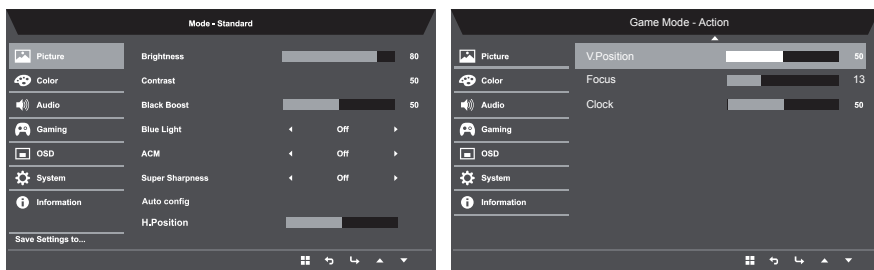 Mode - Standard
Picture
Brightness 80
Color
Contrast 50
Audio
Black Boost 50
Gaming
Blue Light Off
OSD
ACM Off
System
Super Sharpness Off
Information
Auto config
H.Position
Save Settings to...
Game Mode - Action
Picture
V.Position 50
Color
Focus 13
Audio
Clock 50
Gaming
OSD
System
Information